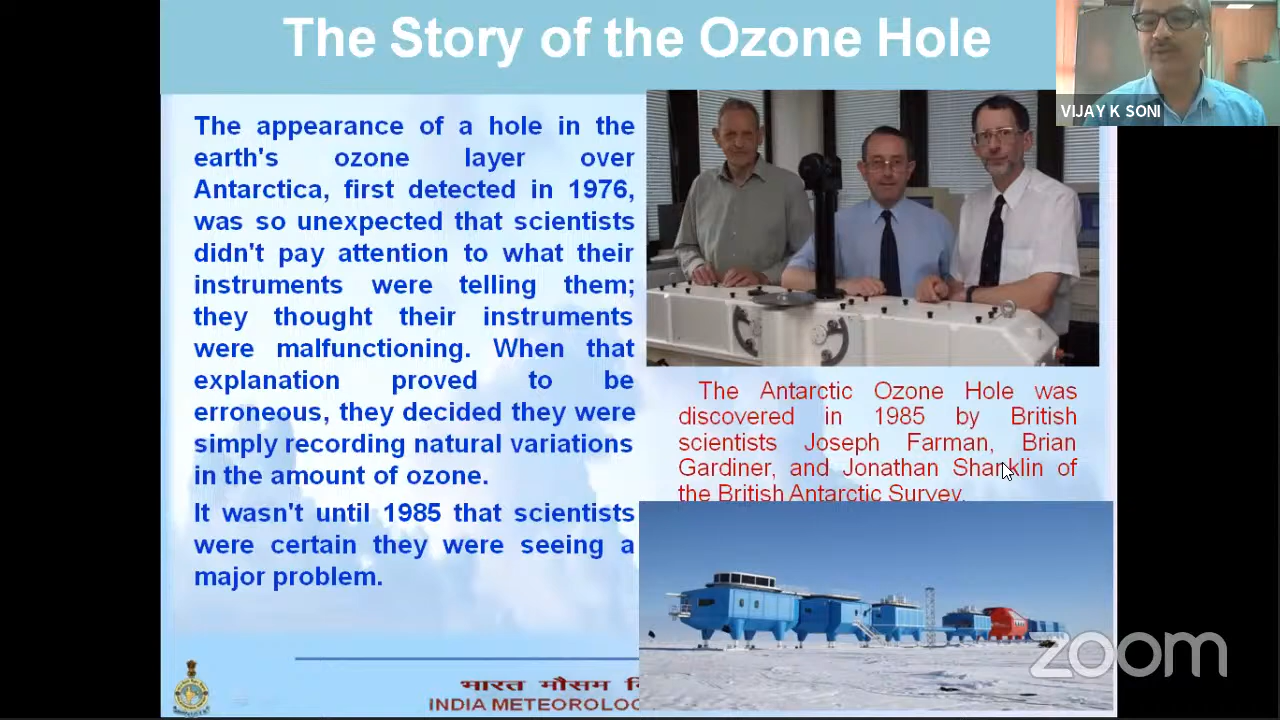 The Story of the Ozone Hole
VIJAY K SONI
The appearance of a hole in the
earth's ozone layer over
Antarctica, first detected in 1976,
was so unexpected that scientists
didn't pay attention to what their
instruments were telling them;
they thought their instruments
were malfunctioning. When that
explanation proved to be
erroneous, they decided they were
simply recording natural variations
in the amount of ozone.
It wasn't until 1985 that scientists
were certain they were seeing a
major problem.
The Antarctic Ozone Hole was
discovered in 1985 by British
scientists Joseph Farman, Brian
Gardiner, and Jonathan Shanklin of
the British Antarctic Survey.
भारत मौसम
INDIA
zoom